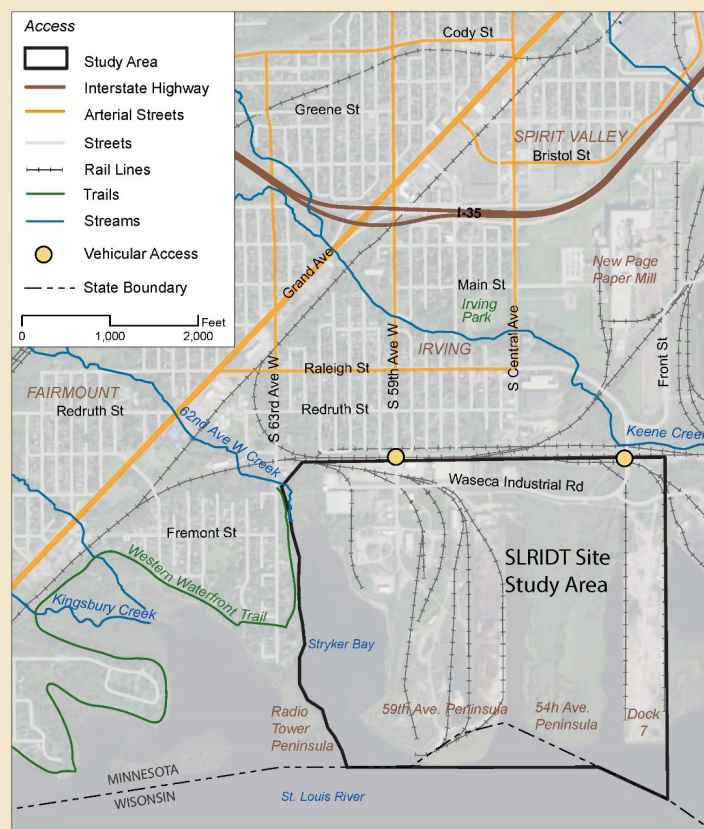 Access
Study Area
Interstate Highway
Arterial Streets
Streets
Rail Lines
Trails
Streams
Vehicular Access
State Boundary
0 1,000 2,000 Feet
Cody St
Greene St
SPIRIT VALLEY
Bristol St
I-35
Grand Ave
New Page
Paper Mill
Main St
Irving
Park
S 63rd Ave W
S 59th Ave W
S Central Ave
Front St
IRVING
Raleigh St
FAIRMOUNT
Redruth St
Redruth St
62nd Ave W Creek
Keene Creek
Waseca Industrial Rd
Fremont St
SLRIDT Site
Study Area
Western Waterfront Trail
Kingsbury Creek
Stryker Bay
Radio
Tower
Peninsula
59th Ave. Peninsula
54h Ave.
Peninsula
Dock
7
MINNESOTA
WISONSIN
St. Louis River